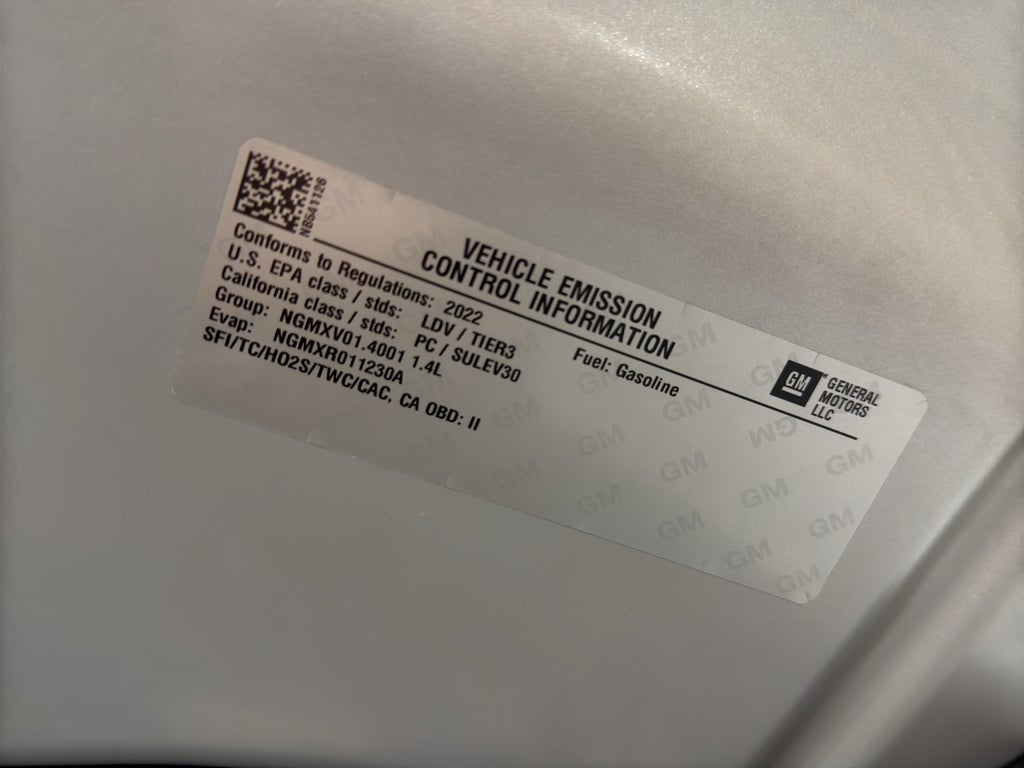 VEHICLE EMISSION
CONTROL INFORMATION
GM
GENERAL
MOTORS
LLC
Conforms to Regulations: 2022
Fuel: Gasoline
U.S. EPA class / stds: LDV / TIER3
California class / stds: PC / SULEV30
Group: NGMXV01.4001 1.4L
Evap: NGMXR011230A
SFI/TC/HO2S/TWC/CAC, CA OBD: II